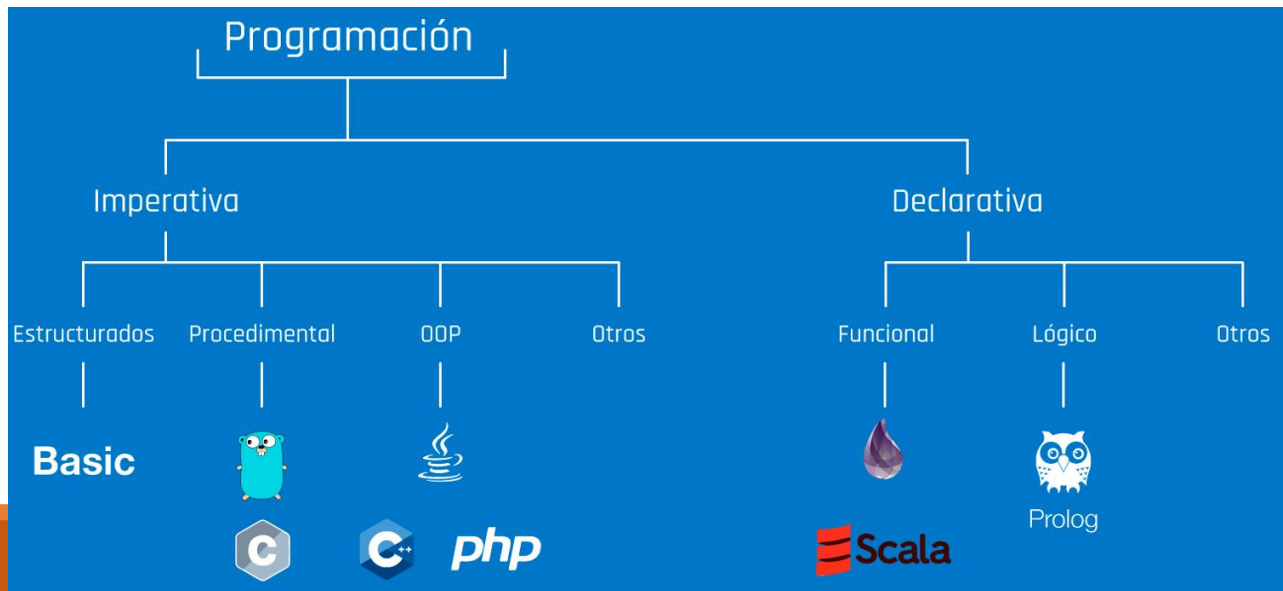 Programación
Imperativa
Declarativa
Estructurados
Procedimental
OOP
Otros
Funcional
Lógico
Otros
Basic
Prolog
C
C++
php
Scala